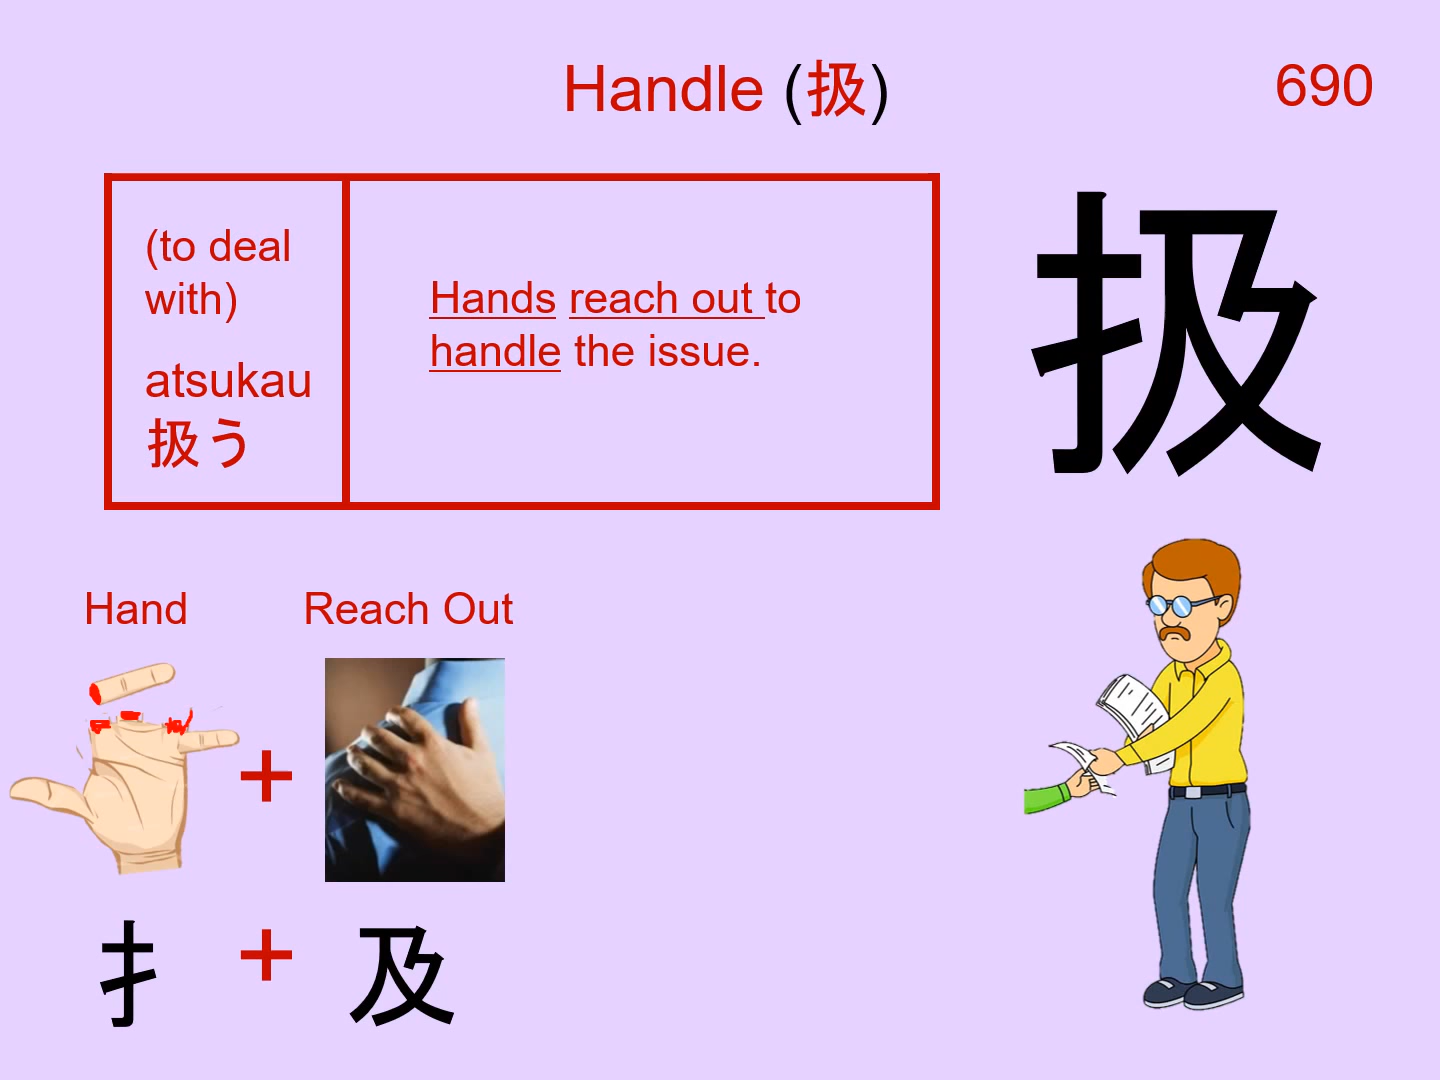 Handle (扱)
690
(to deal
with)
atsukau
扱う
Hands reach out to
handle the issue.
扱
Hand
Reach Out
+
扌 + 及